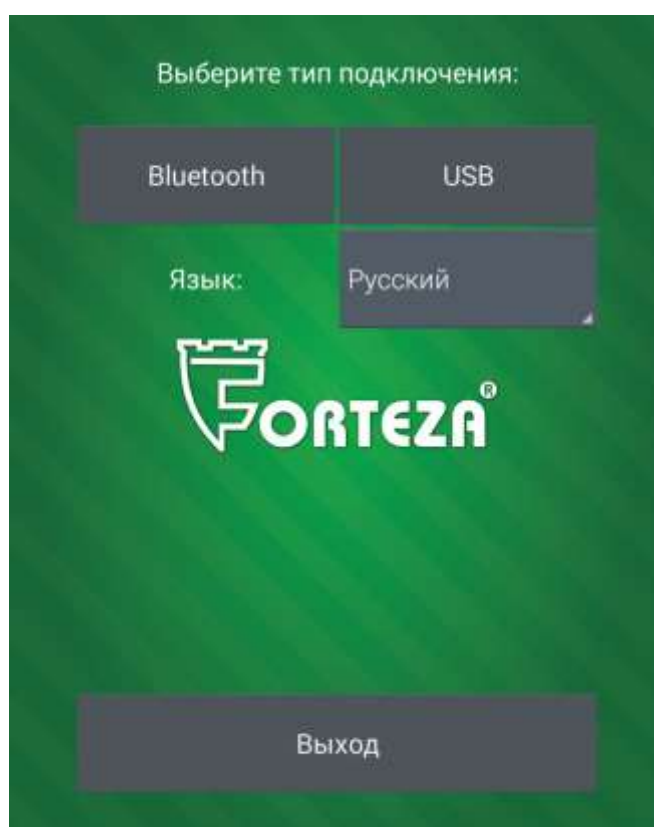 Выберите тип подключения:
Bluetooth USB
Язык: Русский
FORTEZA®
Выход